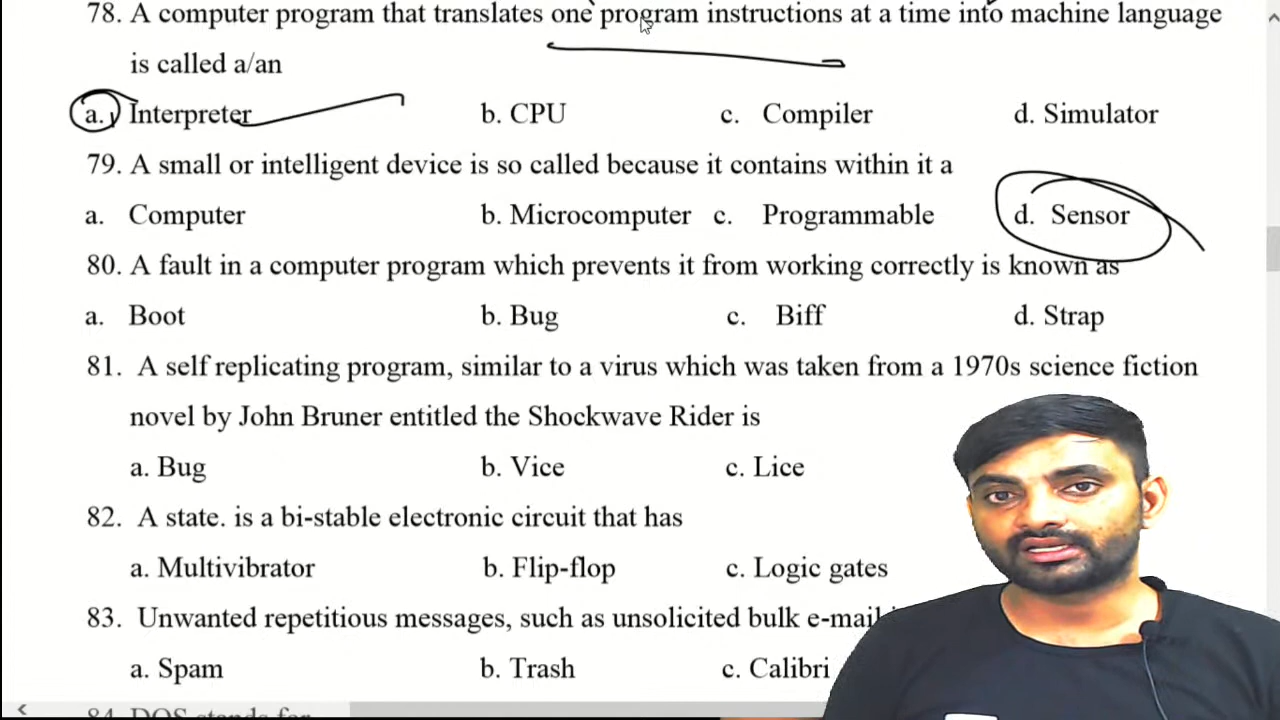 78. A computer program that translates one program instructions at a time into machine language
is called a/an
a. Interpreter b. CPU c. Compiler d. Simulator
79. A small or intelligent device is so called because it contains within it a
a. Computer b. Microcomputer c. Programmable d. Sensor
80. A fault in a computer program which prevents it from working correctly is known as
a. Boot b. Bug c. Biff d. Strap
81. A self replicating program, similar to a virus which was taken from a 1970s science fiction
novel by John Bruner entitled the Shockwave Rider is
a. Bug b. Vice c. Lice
82. A state. is a bi-stable electronic circuit that has
a. Multivibrator b. Flip-flop c. Logic gates
83. Unwanted repetitious messages, such as unsolicited bulk e-mail
a. Spam b. Trash c. Calibri
84. DOS stands for